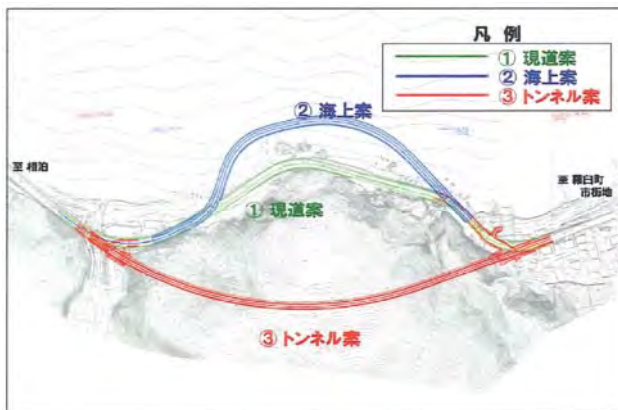 凡 例
① 現道案
② 海上案
③ トンネル案
② 海上案
至 相泊
至 羅臼町
市街地
① 現道案
③ トンネル案